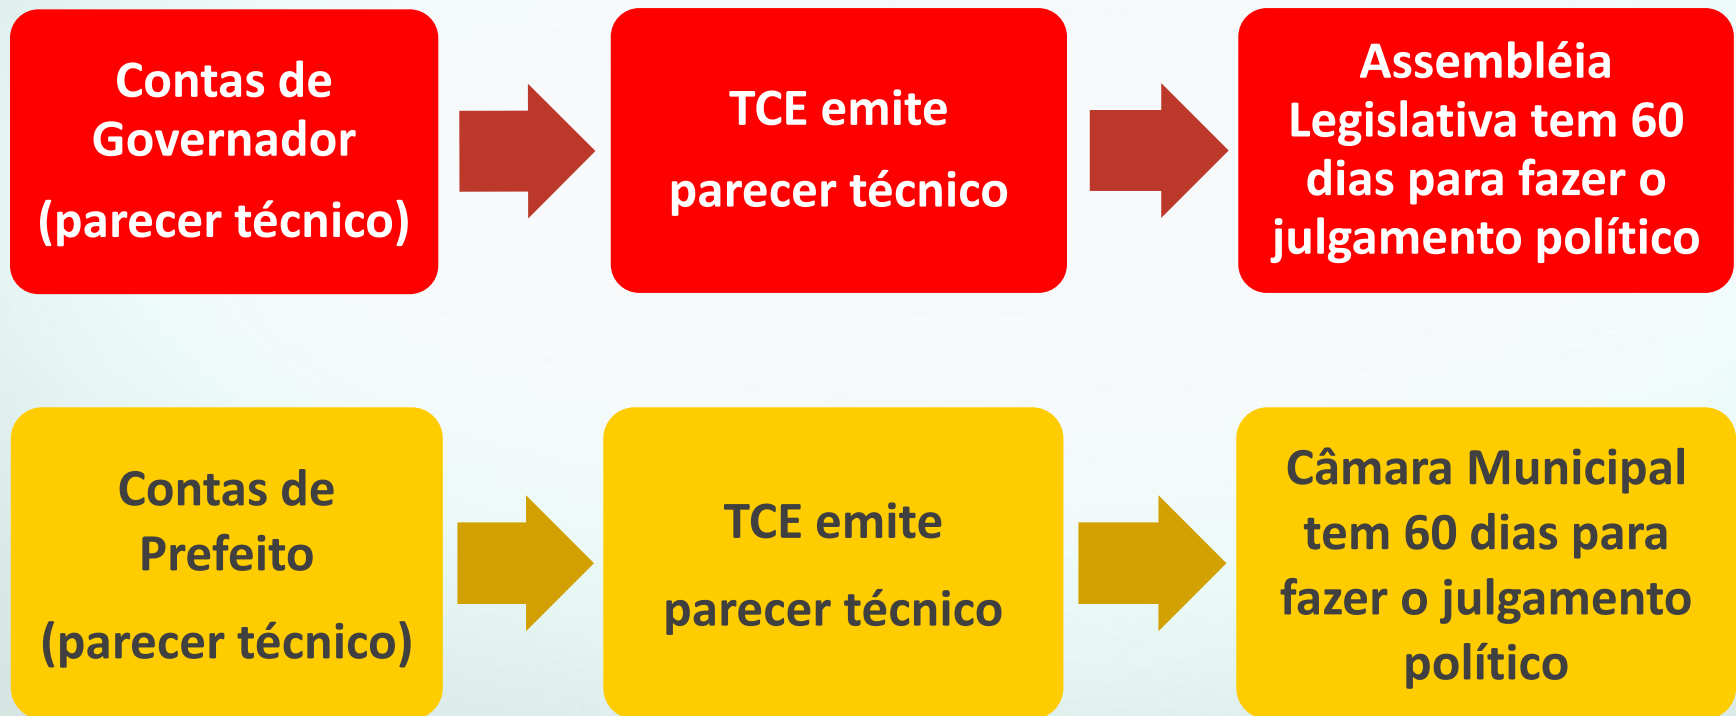 Contas de
Governador
(parecer técnico)
TCE emite
parecer técnico
Assembléia
Legislativa tem 60
dias para fazer o
julgamento político
Contas de
Prefeito
(parecer técnico)
TCE emite
parecer técnico
Câmara Municipal
tem 60 dias para
fazer o julgamento
político